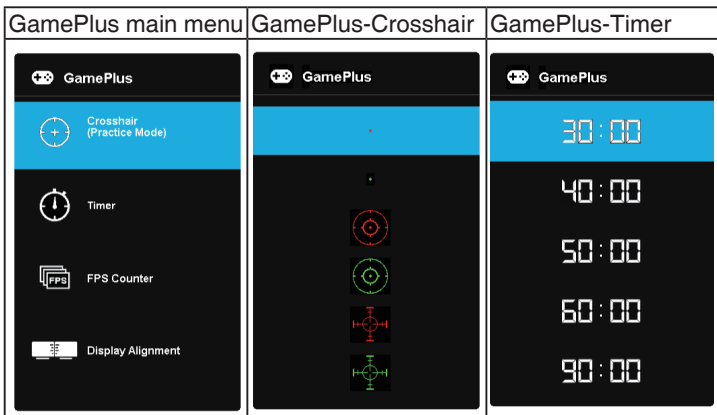 GamePlus main menu
GamePlus-Crosshair
GamePlus-Timer
GamePlus
Crosshair
(Practice Mode)
Timer
FPS
FPS Counter
Display Alignment
GamePlus
GamePlus
30:00
40:00
50:00
60:00
90:00